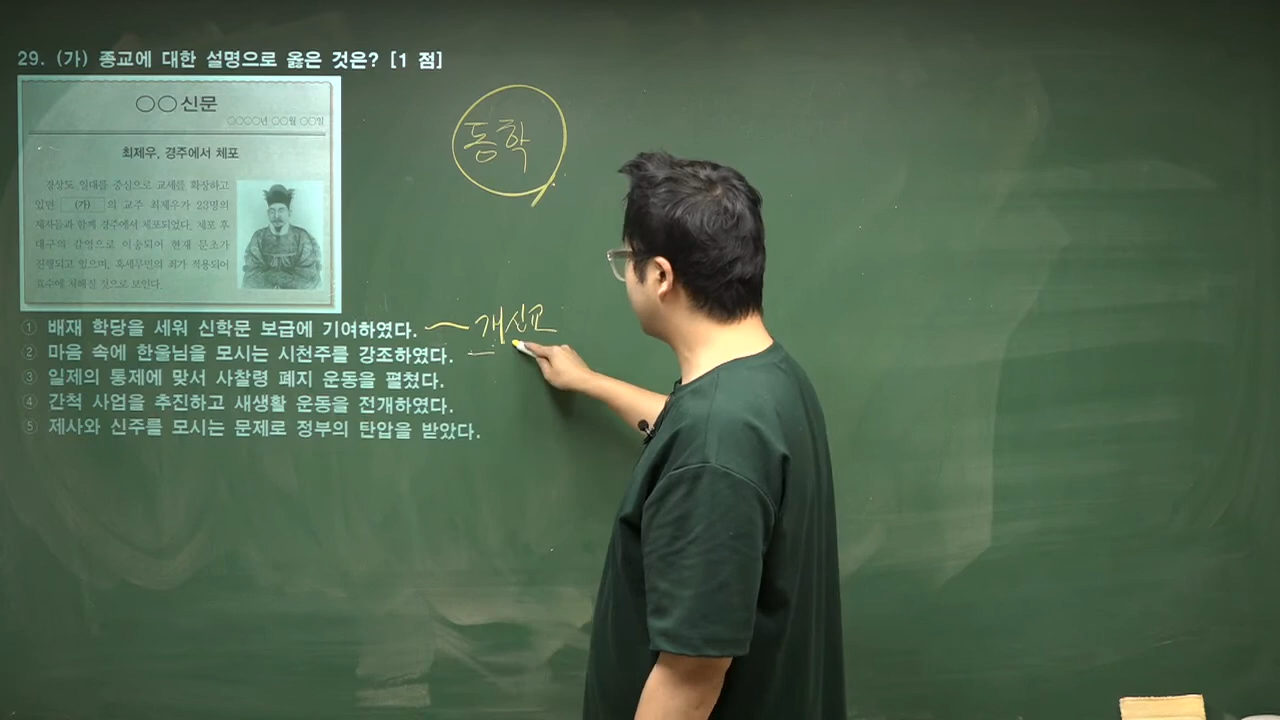 29. (가) 종교에 대한 설명으로 옳은 것은? [1 점]
○○신문
○○○○년 ○○월 ○○일
최제우, 경주에서 체포
경상도 일대를 중심으로 교세를 확장하고
있던 (가) 의 교주 최제우가 23명의
제자들과 함께 경주에서 체포되었다. 체포 후
대구의 감영으로 이송되어 현재 문초가
진행되고 있으며, 혹세무민의 죄가 적용되어
효수에 처해질 것으로 보인다.
① 배재 학당을 세워 신학문 보급에 기여하였다.
② 마음 속에 한울님을 모시는 시천주를 강조하였다.
③ 일제의 통제에 맞서 사찰령 폐지 운동을 펼쳤다.
④ 간척 사업을 추진하고 새생활 운동을 전개하였다.
⑤ 제사와 신주를 모시는 문제로 정부의 탄압을 받았다.
동학
개신교